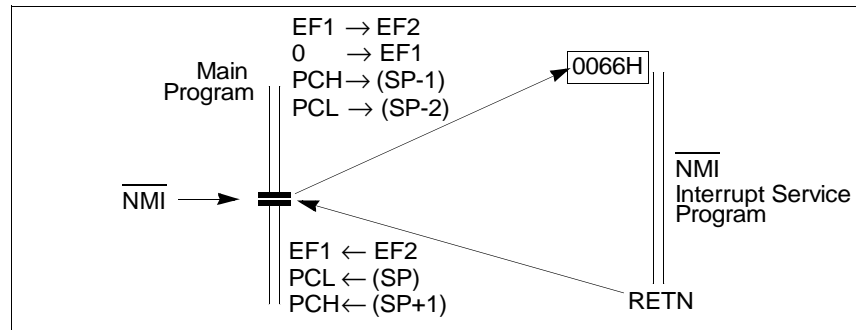 EF1 → EF2
0 → EF1
PCH → (SP-1)
PCL → (SP-2)
Main
Program
0066H
NMI
NMI
Interrupt Service
Program
EF1 ← EF2
PCL ← (SP)
PCH ← (SP+1)
RETN